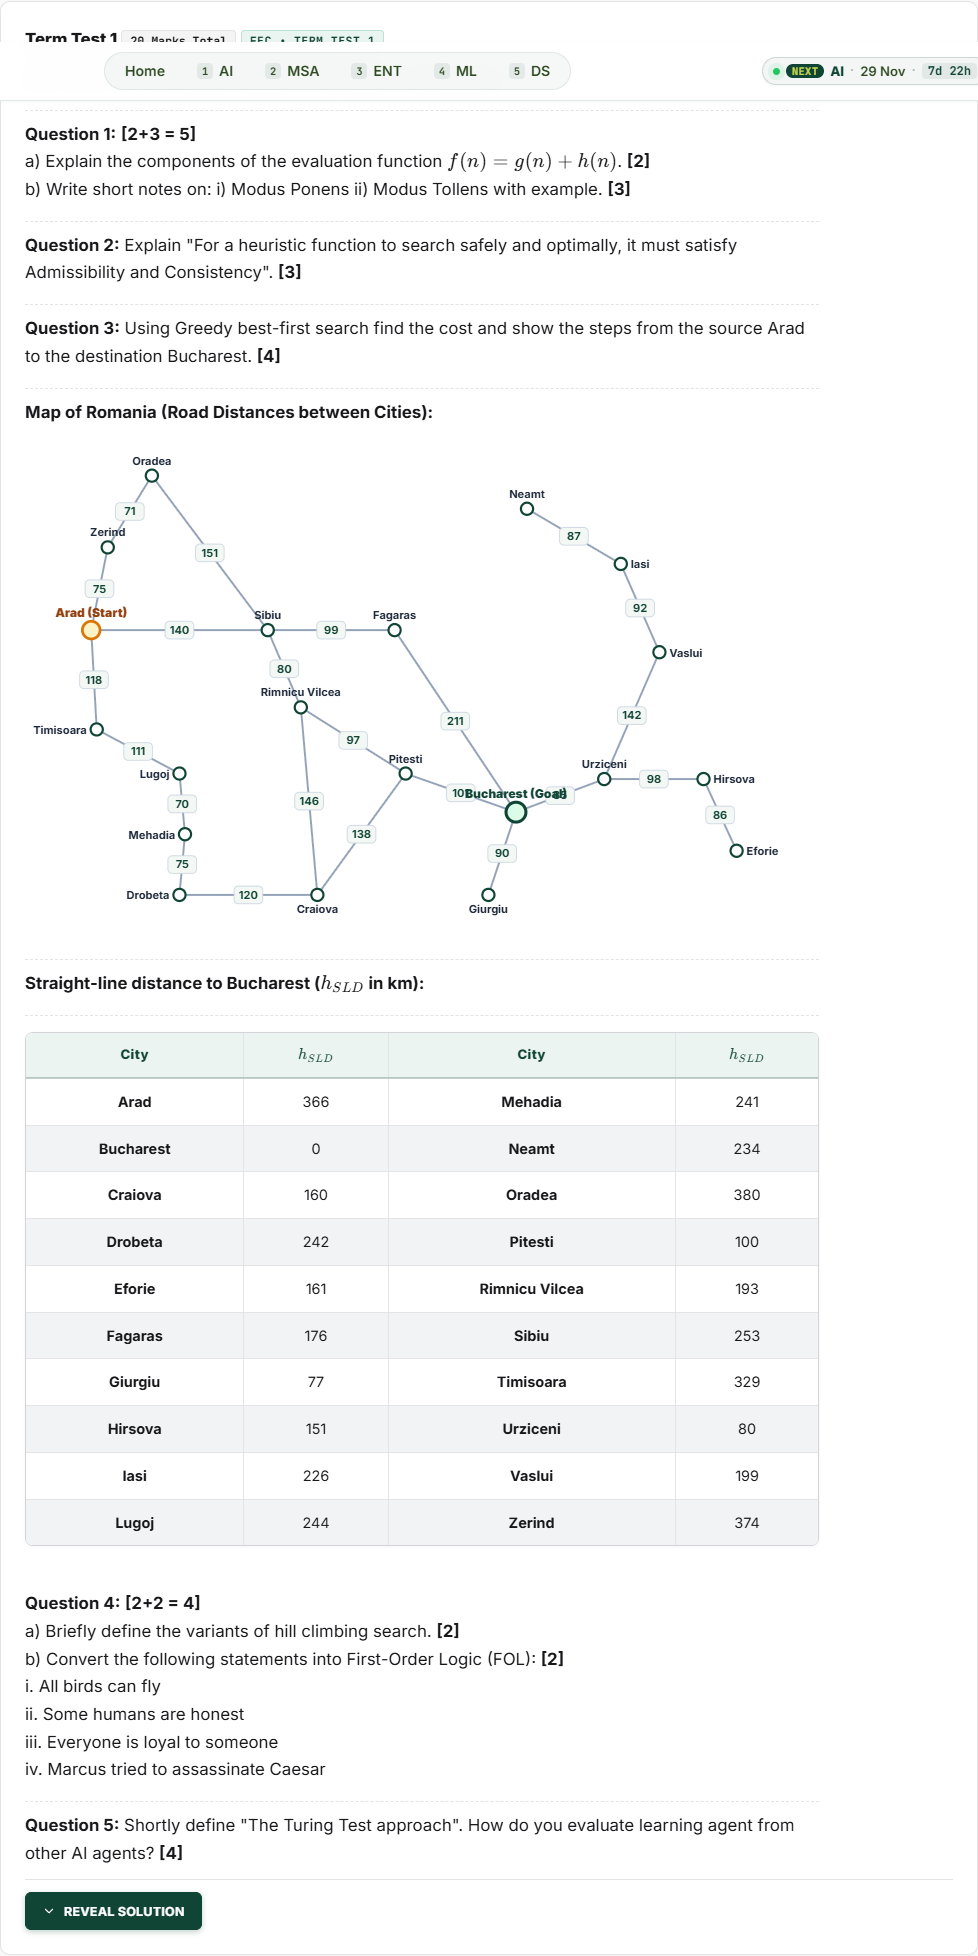 Term Test 1 20 Marks Total EEC • TERM TEST 1
Home 1 AI 2 MSA 3 ENT 4 ML 5 DS NEXT AI · 29 Nov · 7d 22h
Question 1: [2+3 = 5]
a) Explain the components of the evaluation function f(n) = g(n) + h(n). [2]
b) Write short notes on: i) Modus Ponens ii) Modus Tollens with example. [3]
Question 2: Explain "For a heuristic function to search safely and optimally, it must satisfy
Admissibility and Consistency". [3]
Question 3: Using Greedy best-first search find the cost and show the steps from the source Arad
to the destination Bucharest. [4]
Map of Romania (Road Distances between Cities):
Oradea
Neamt
71
Zerind
87
151
Iasi
75
92
Arad (Start)
Sibiu
Fagaras
140
99
Vaslui
80
118
Rimnicu Vilcea
142
211
Timisoara
97
111
Pitesti
Urziceni
Lugoj
98
Hirsova
Bucharest (Goal)
146
70
86
138
Mehadia
90
Eforie
75
Drobeta
120
Craiova
Giurgiu
Straight-line distance to Bucharest (hSLD in km):
City hSLD City hSLD
Arad 366 Mehadia 241
Bucharest 0 Neamt 234
Craiova 160 Oradea 380
Drobeta 242 Pitesti 100
Eforie 161 Rimnicu Vilcea 193
Fagaras 176 Sibiu 253
Giurgiu 77 Timisoara 329
Hirsova 151 Urziceni 80
Iasi 226 Vaslui 199
Lugoj 244 Zerind 374
Question 4: [2+2 = 4]
a) Briefly define the variants of hill climbing search. [2]
b) Convert the following statements into First-Order Logic (FOL): [2]
i. All birds can fly
ii. Some humans are honest
iii. Everyone is loyal to someone
iv. Marcus tried to assassinate Caesar
Question 5: Shortly define "The Turing Test approach". How do you evaluate learning agent from
other AI agents? [4]
REVEAL SOLUTION